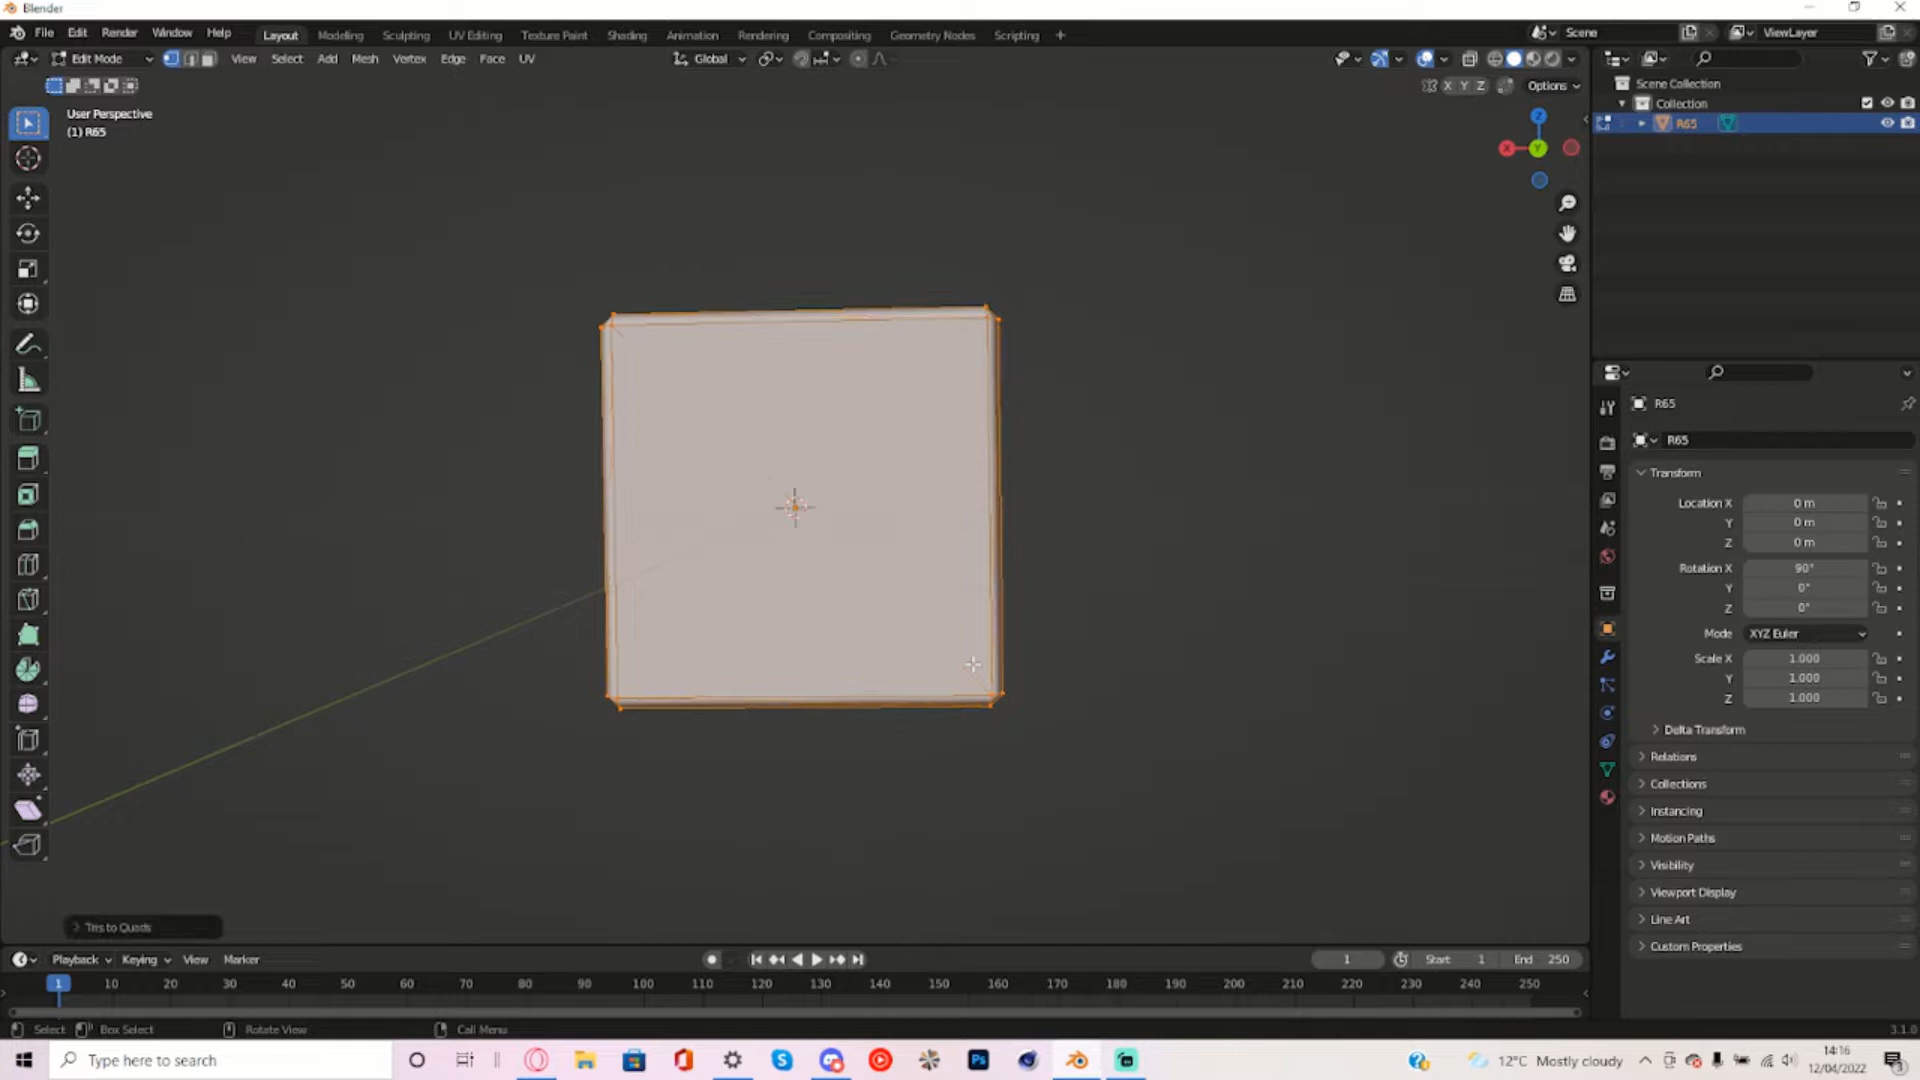 Blender
File Edit Render Window Help Layout Modeling Sculpting UV Editing Texture Paint Shading Animation Rendering Compositing Geometry Nodes Scripting + Scene ViewLayer
Edit Mode View Select Add Mesh Vertex Edge Face UV Global
X Y Z Options
User Perspective
(1) R65
Scene Collection
Collection
R65
Z
X Y
R65
R65
Transform
Location X 0 m
Y 0 m
Z 0 m
Rotation X 90°
Y 0°
Z 0°
Mode XYZ Euler
Scale X 1.000
Y 1.000
Z 1.000
Delta Transform
Relations
Collections
Instancing
Motion Paths
Visibility
Viewport Display
Line Art
Custom Properties
Tris to Quads
Playback Keying View Marker 1 Start 1 End 250
1 10 20 30 40 50 60 70 80 90 100 110 120 130 140 150 160 170 180 190 200 210 220 230 240 250
Select Box Select Rotate View Call Menu 3.1.0
Type here to search 12°C Mostly cloudy 14:16
12/04/2022